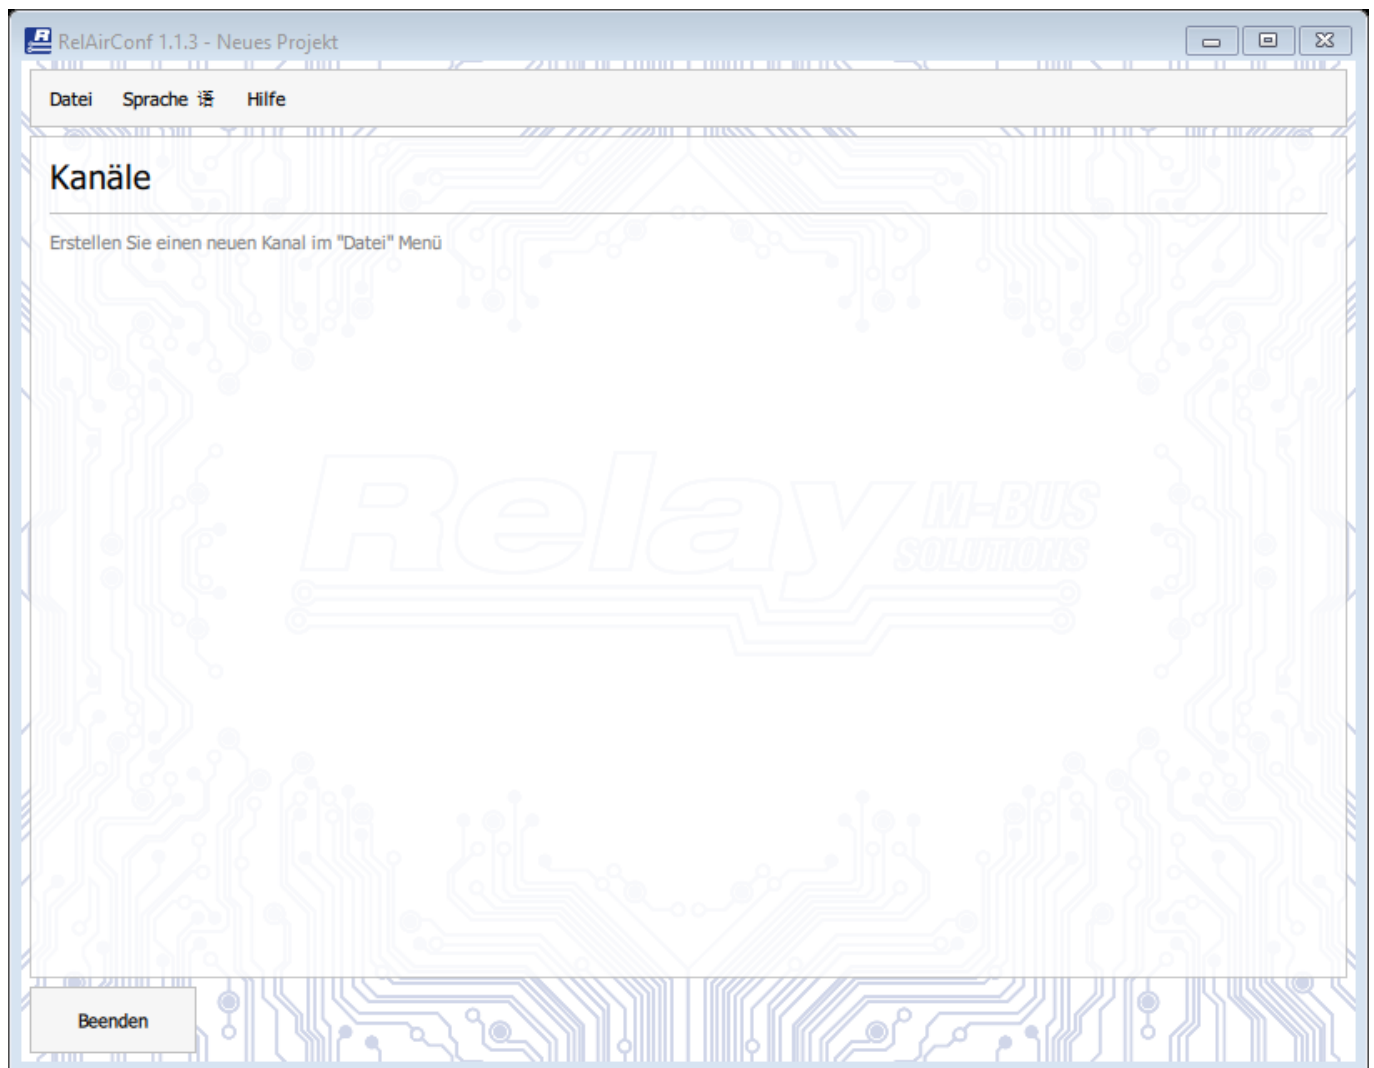 RelAirConf 1.1.3 - Neues Projekt
Datei Sprache 语 Hilfe
Kanäle
Erstellen Sie einen neuen Kanal im "Datei" Menü
Relay M-BUS
SOLUTIONS
Beenden